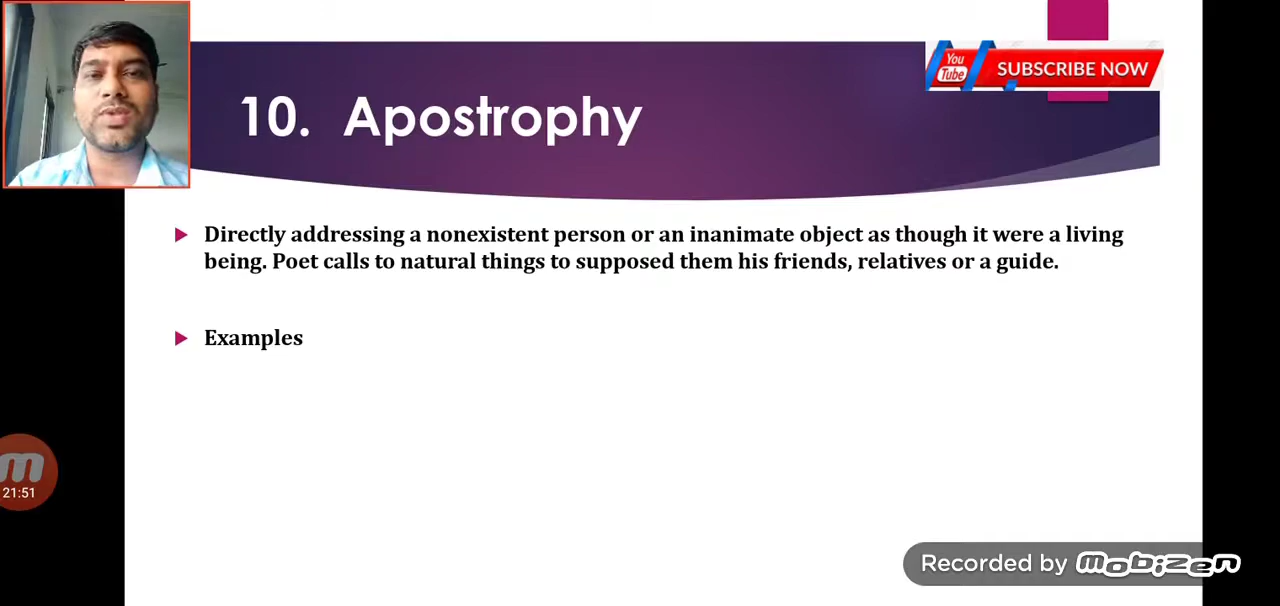 You
Tube
SUBSCRIBE NOW
10. Apostrophy
Directly addressing a nonexistent person or an inanimate object as though it were a living
being. Poet calls to natural things to supposed them his friends, relatives or a guide.
Examples
21:51
Recorded by Mobizen